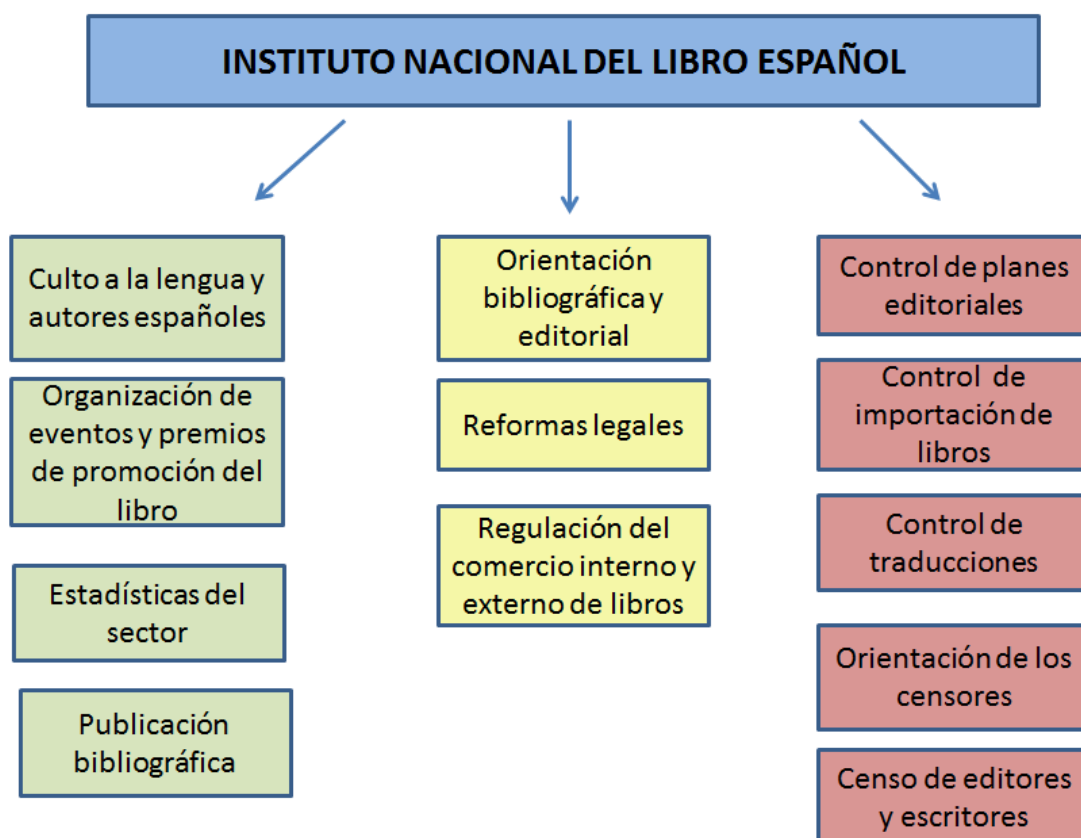 INSTITUTO NACIONAL DEL LIBRO ESPAÑOL
Culto a la lengua y
autores españoles
Organización de
eventos y premios
de promoción del
libro
Estadísticas del
sector
Publicación
bibliográfica
Orientación
bibliográfica y
editorial
Reformas legales
Regulación del
comercio interno y
externo de libros
Control de planes
editoriales
Control de
importación de
libros
Control de
traducciones
Orientación de los
censores
Censo de editores
y escritores